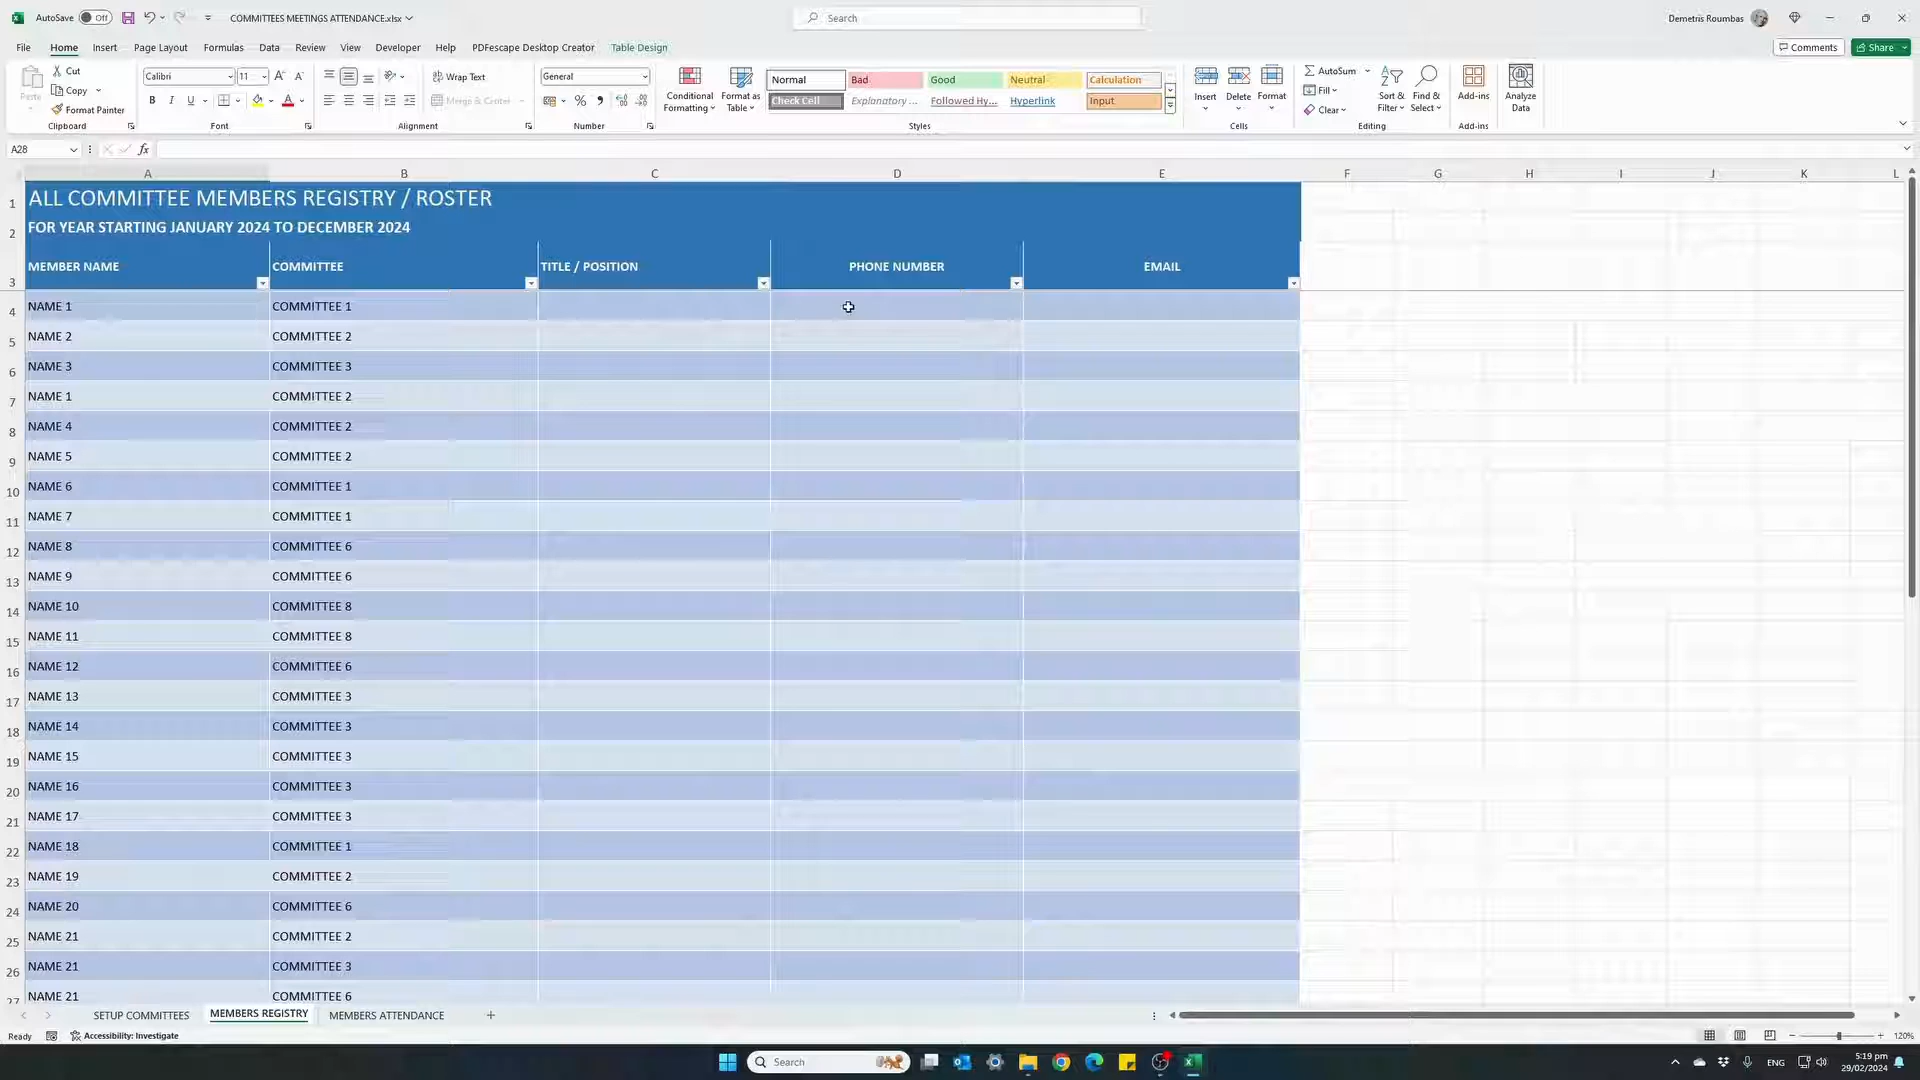 AutoSave Off COMMITTEES MEETINGS ATTENDANCE.xlsx Search Demetris Roumbas
File Home Insert Page Layout Formulas Data Review View Developer Help PDFescape Desktop Creator Table Design Comments Share
Paste Cut Copy Format Painter Clipboard
Calibri 11 B I U A A A Font
Wrap Text Merge & Center Alignment
General % , Number
Conditional Formatting Format as Table
Normal Bad Good Neutral Calculation
Check Cell Explanatory ... Followed Hy... Hyperlink Input
Styles
Insert Delete Format Cells
AutoSum Fill Clear Sort & Filter Find & Select Editing
Add-ins Add-ins
Analyze Data
A28 fx
A B C D E F G H I J K L
1 ALL COMMITTEE MEMBERS REGISTRY / ROSTER
2 FOR YEAR STARTING JANUARY 2024 TO DECEMBER 2024
3 MEMBER NAME COMMITTEE TITLE / POSITION PHONE NUMBER EMAIL
4 NAME 1 COMMITTEE 1
5 NAME 2 COMMITTEE 2
6 NAME 3 COMMITTEE 3
7 NAME 1 COMMITTEE 2
8 NAME 4 COMMITTEE 2
9 NAME 5 COMMITTEE 2
10 NAME 6 COMMITTEE 1
11 NAME 7 COMMITTEE 1
12 NAME 8 COMMITTEE 6
13 NAME 9 COMMITTEE 6
14 NAME 10 COMMITTEE 8
15 NAME 11 COMMITTEE 8
16 NAME 12 COMMITTEE 6
17 NAME 13 COMMITTEE 3
18 NAME 14 COMMITTEE 3
19 NAME 15 COMMITTEE 3
20 NAME 16 COMMITTEE 3
21 NAME 17 COMMITTEE 3
22 NAME 18 COMMITTEE 1
23 NAME 19 COMMITTEE 2
24 NAME 20 COMMITTEE 6
25 NAME 21 COMMITTEE 2
26 NAME 21 COMMITTEE 3
27 NAME 21 COMMITTEE 6
SETUP COMMITTEES MEMBERS REGISTRY MEMBERS ATTENDANCE +
Ready Accessibility: Investigate 120%
Search ENG 5:19 pm
29/02/2024